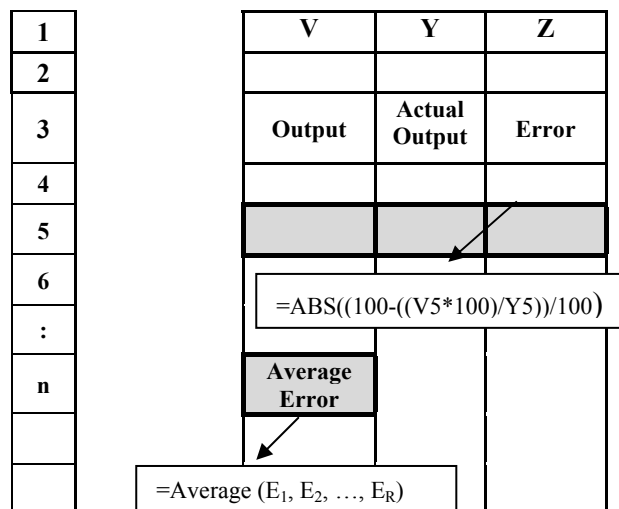 1 V Y Z
2
3 Output Actual Output Error
4
5
6
=ABS((100-((V5*100)/Y5))/100)
:
n Average Error
=Average (E₁, E₂, …, E_R)